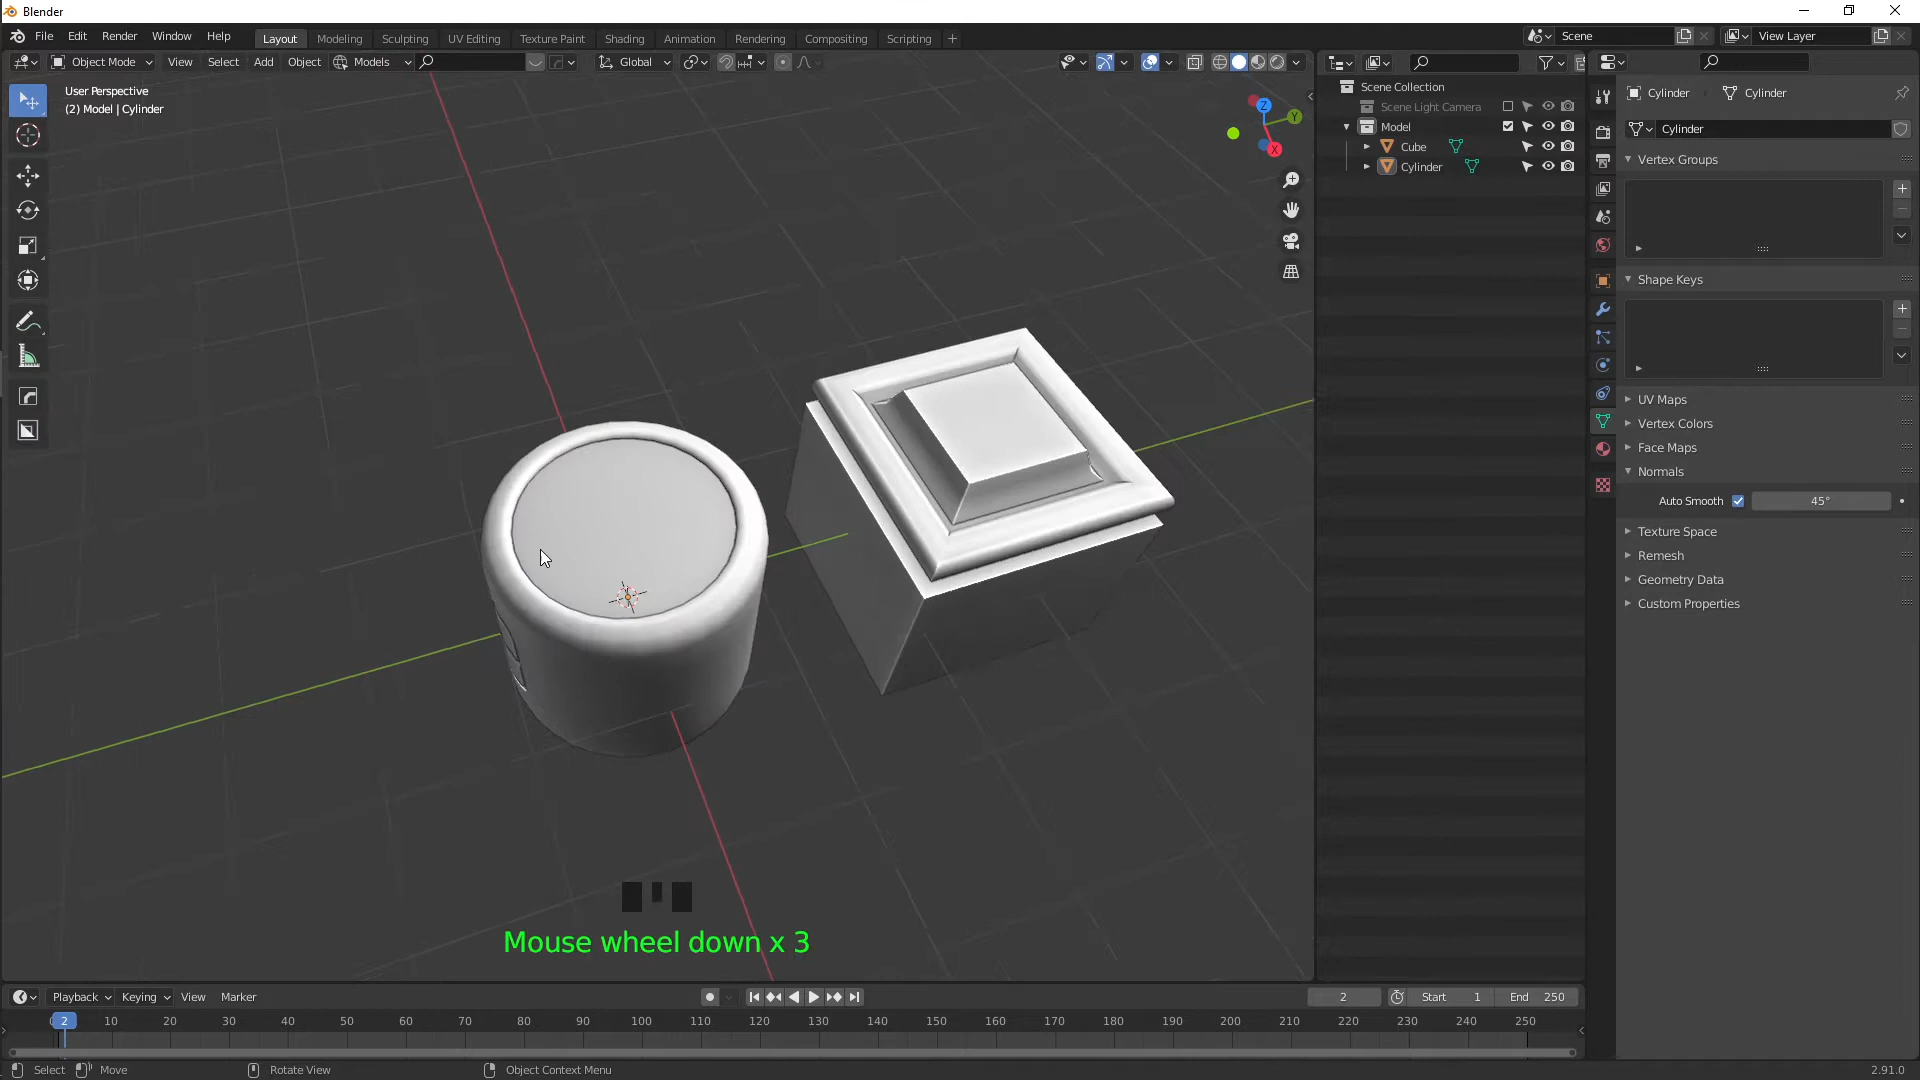 Blender
File Edit Render Window Help
Layout Modeling Sculpting UV Editing Texture Paint Shading Animation Rendering Compositing Scripting +
Scene
View Layer
Object Mode View Select Add Object Models
Global
User Perspective
(2) Model | Cylinder
Z
Y
X
Scene Collection
Scene Light Camera
Model
Cube
Cylinder
Cylinder Cylinder
Cylinder
Vertex Groups
Shape Keys
UV Maps
Vertex Colors
Face Maps
Normals
Auto Smooth 45°
Texture Space
Remesh
Geometry Data
Custom Properties
Mouse wheel down x 3
Playback Keying View Marker
2
Start 1 End 250
2 10 20 30 40 50 60 70 80 90 100 110 120 130 140 150 160 170 180 190 200 210 220 230 240 250
Select Move Rotate View Object Context Menu 2.91.0